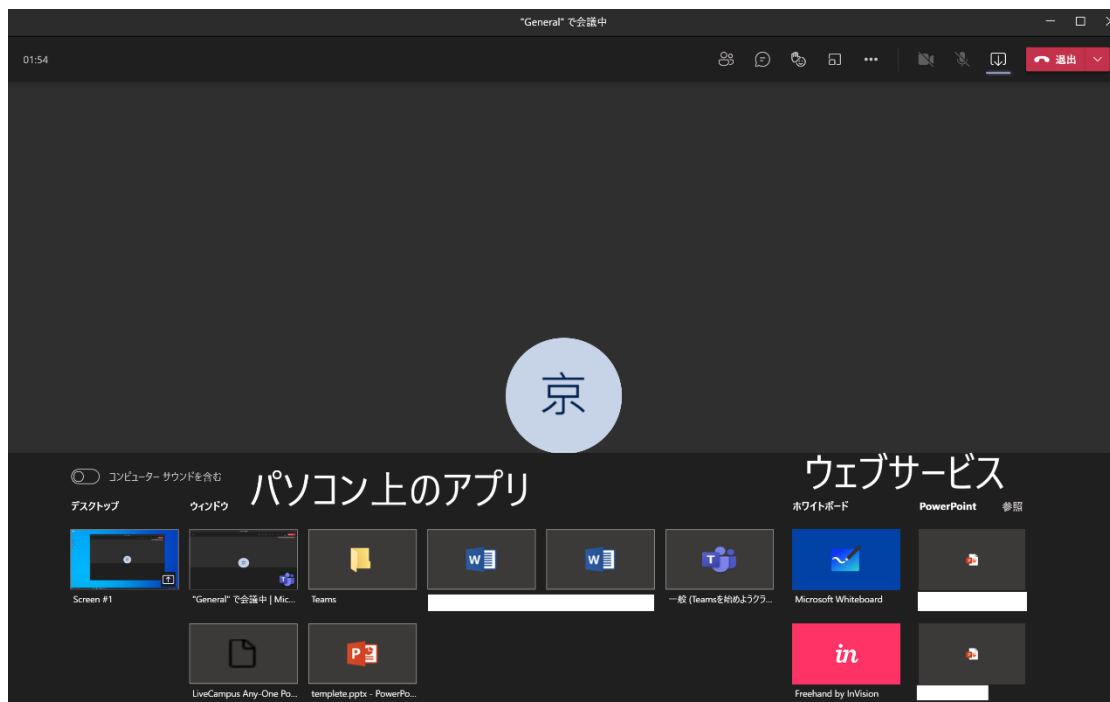 "General" で会議中
01:54
退出
京
コンピューター サウンドを含む
パソコン上のアプリ
ウェブサービス
デスクトップ
ウィンドウ
ホワイトボード
PowerPoint
参照
Screen #1
"General" で会議中 | Mic...
Teams
一般 (Teamsを始めようクラ...
Microsoft Whiteboard
in
LiveCampus Any-One Po...
templete.pptx - PowerPo...
Freehand by InVision